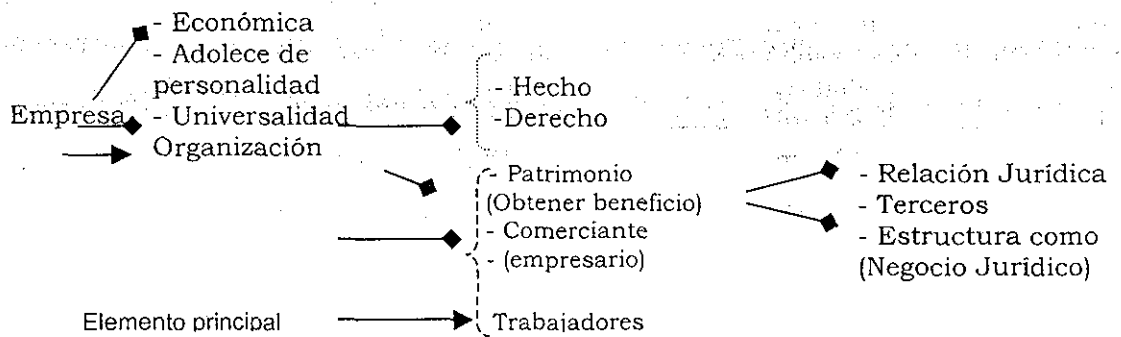 Empresa
- Económica
- Adolece de
personalidad
- Universalidad
Organización
- Hecho
-Derecho
- Patrimonio
(Obtener beneficio)
- Comerciante
- (empresario)
Trabajadores
- Relación Jurídica
- Terceros
- Estructura como
(Negocio Jurídico)
Elemento principal